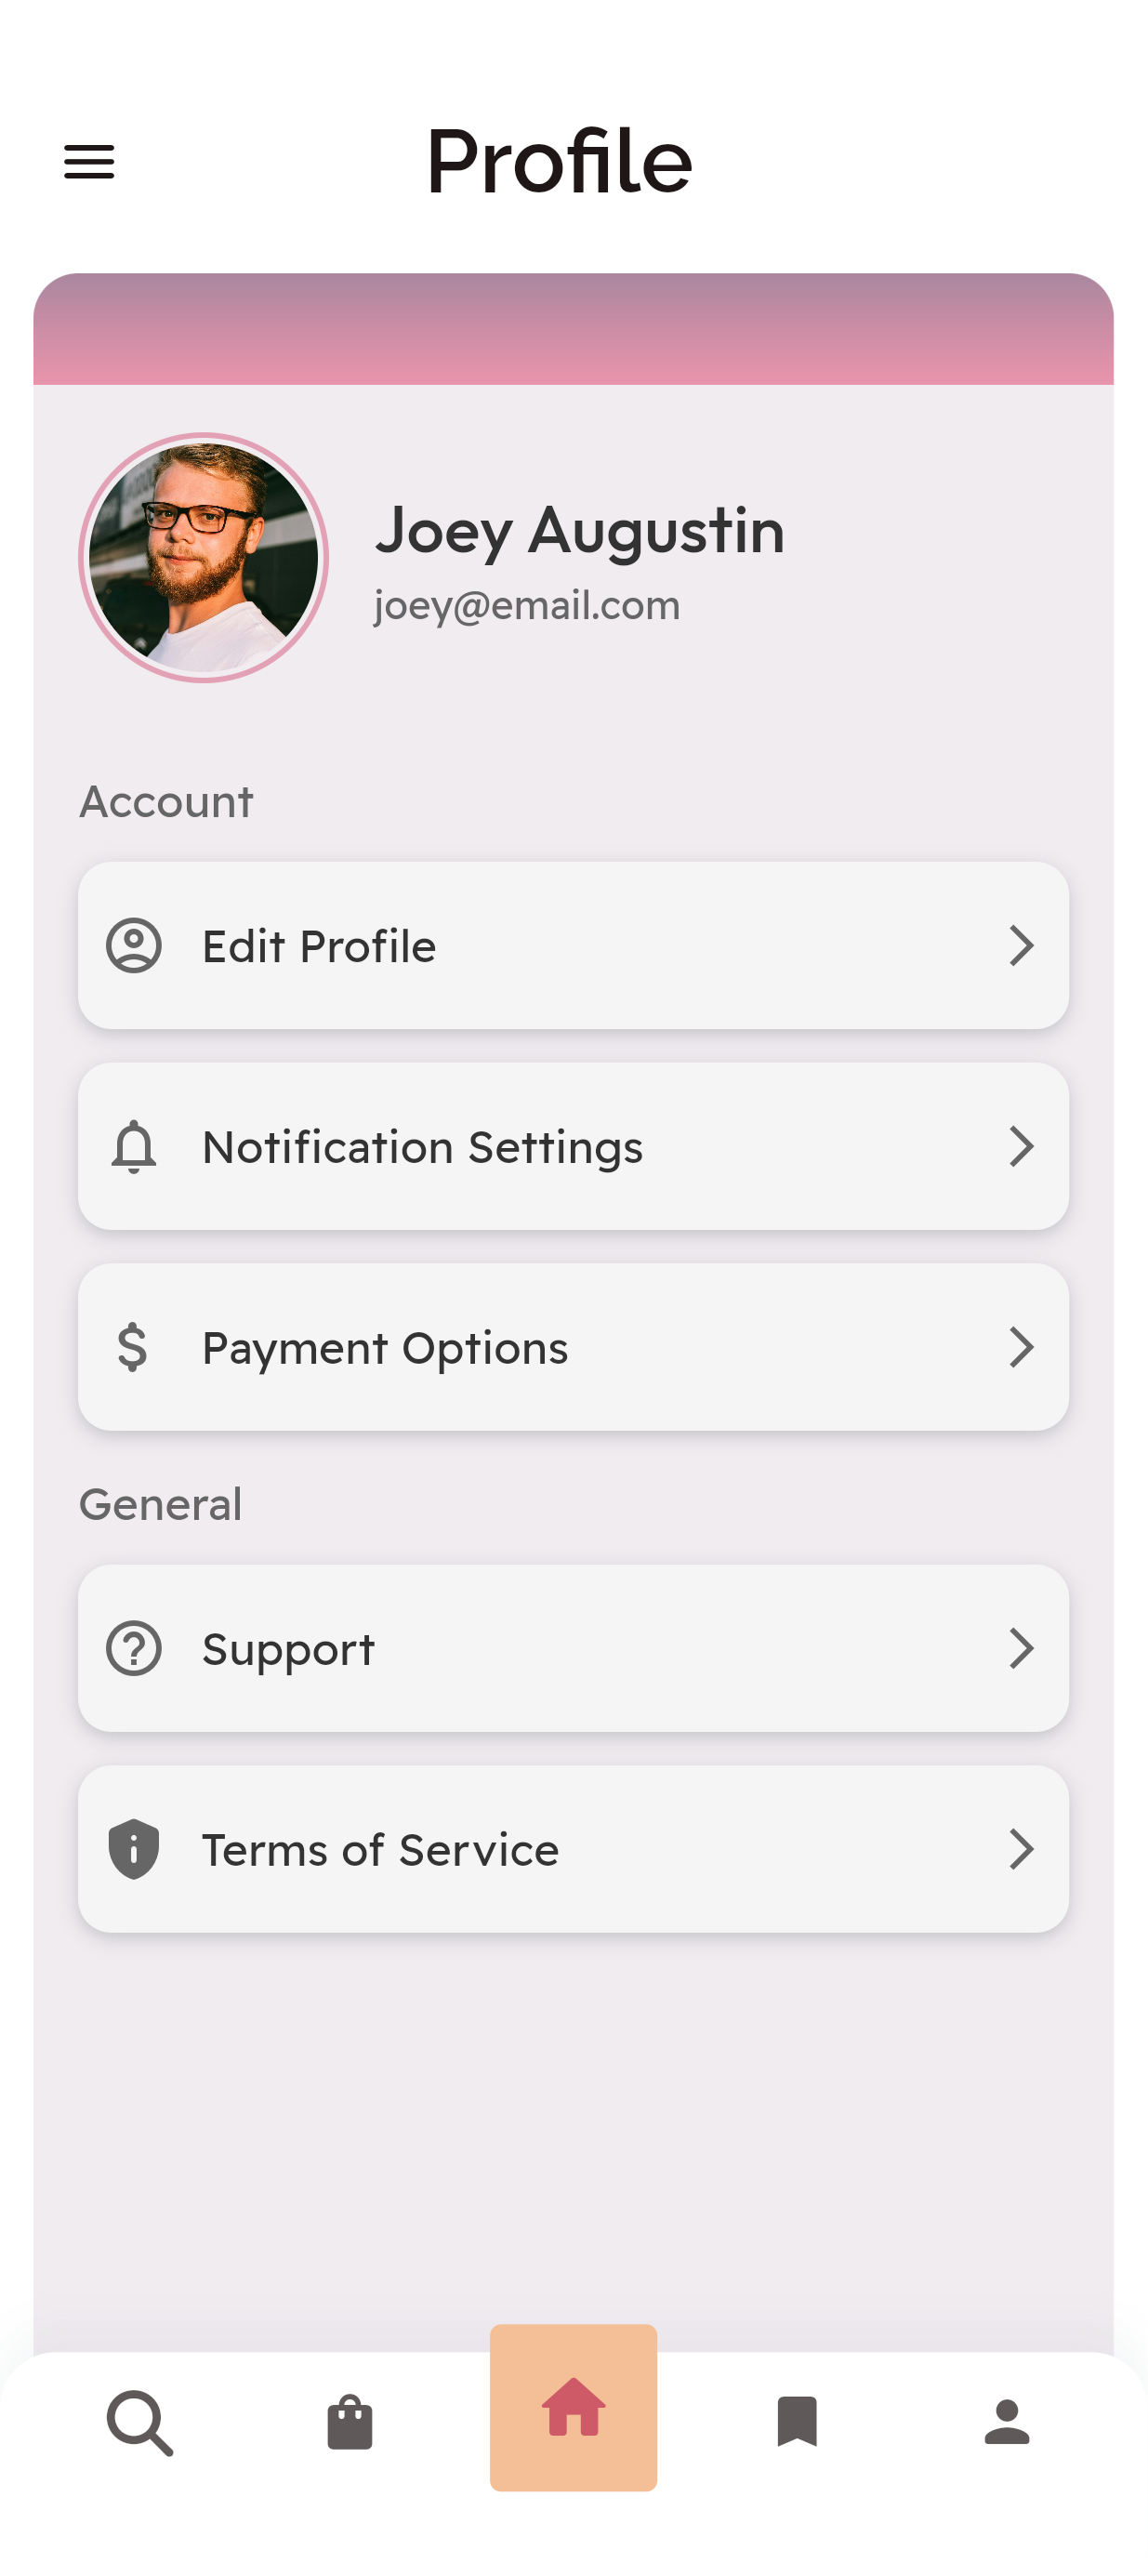 Profile
Joey Augustin
joey@email.com
Account
Edit Profile
Notification Settings
Payment Options
General
Support
Terms of Service